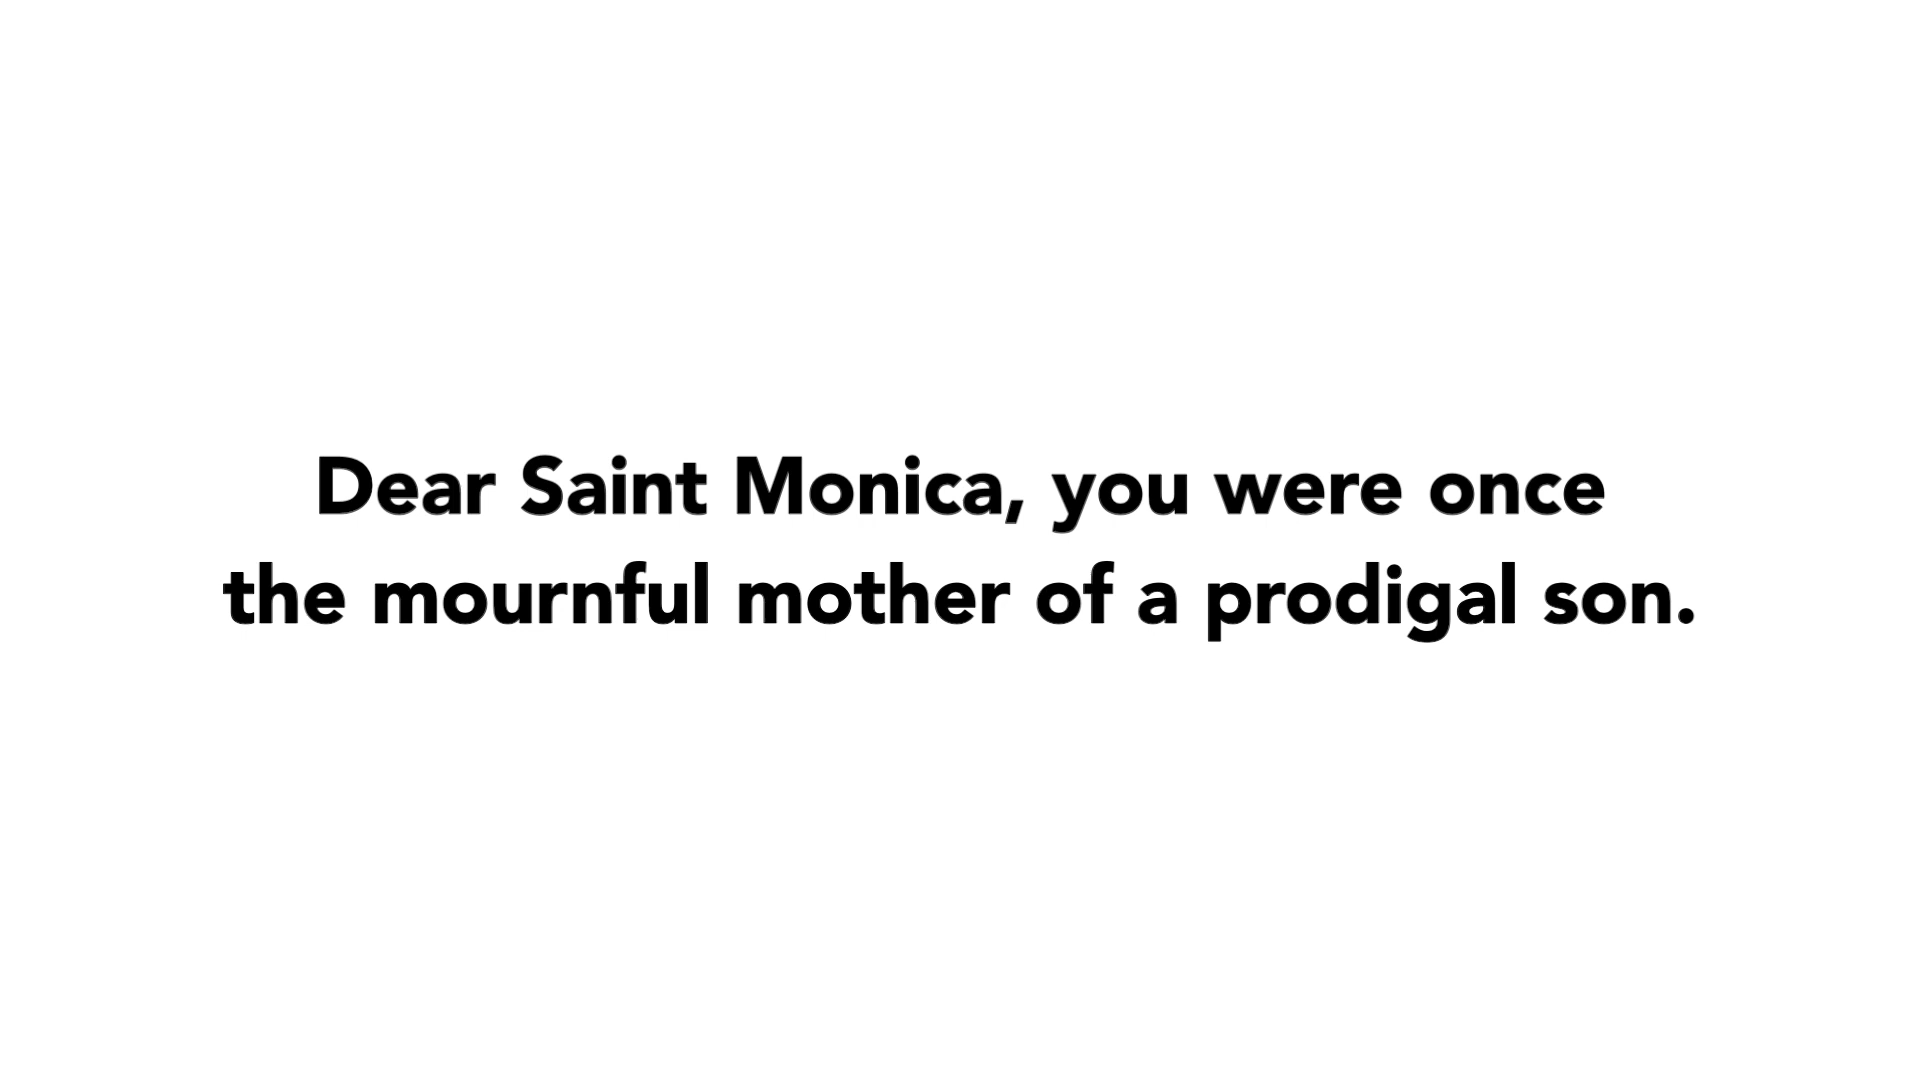 Dear Saint Monica, you were once
the mournful mother of a prodigal son.